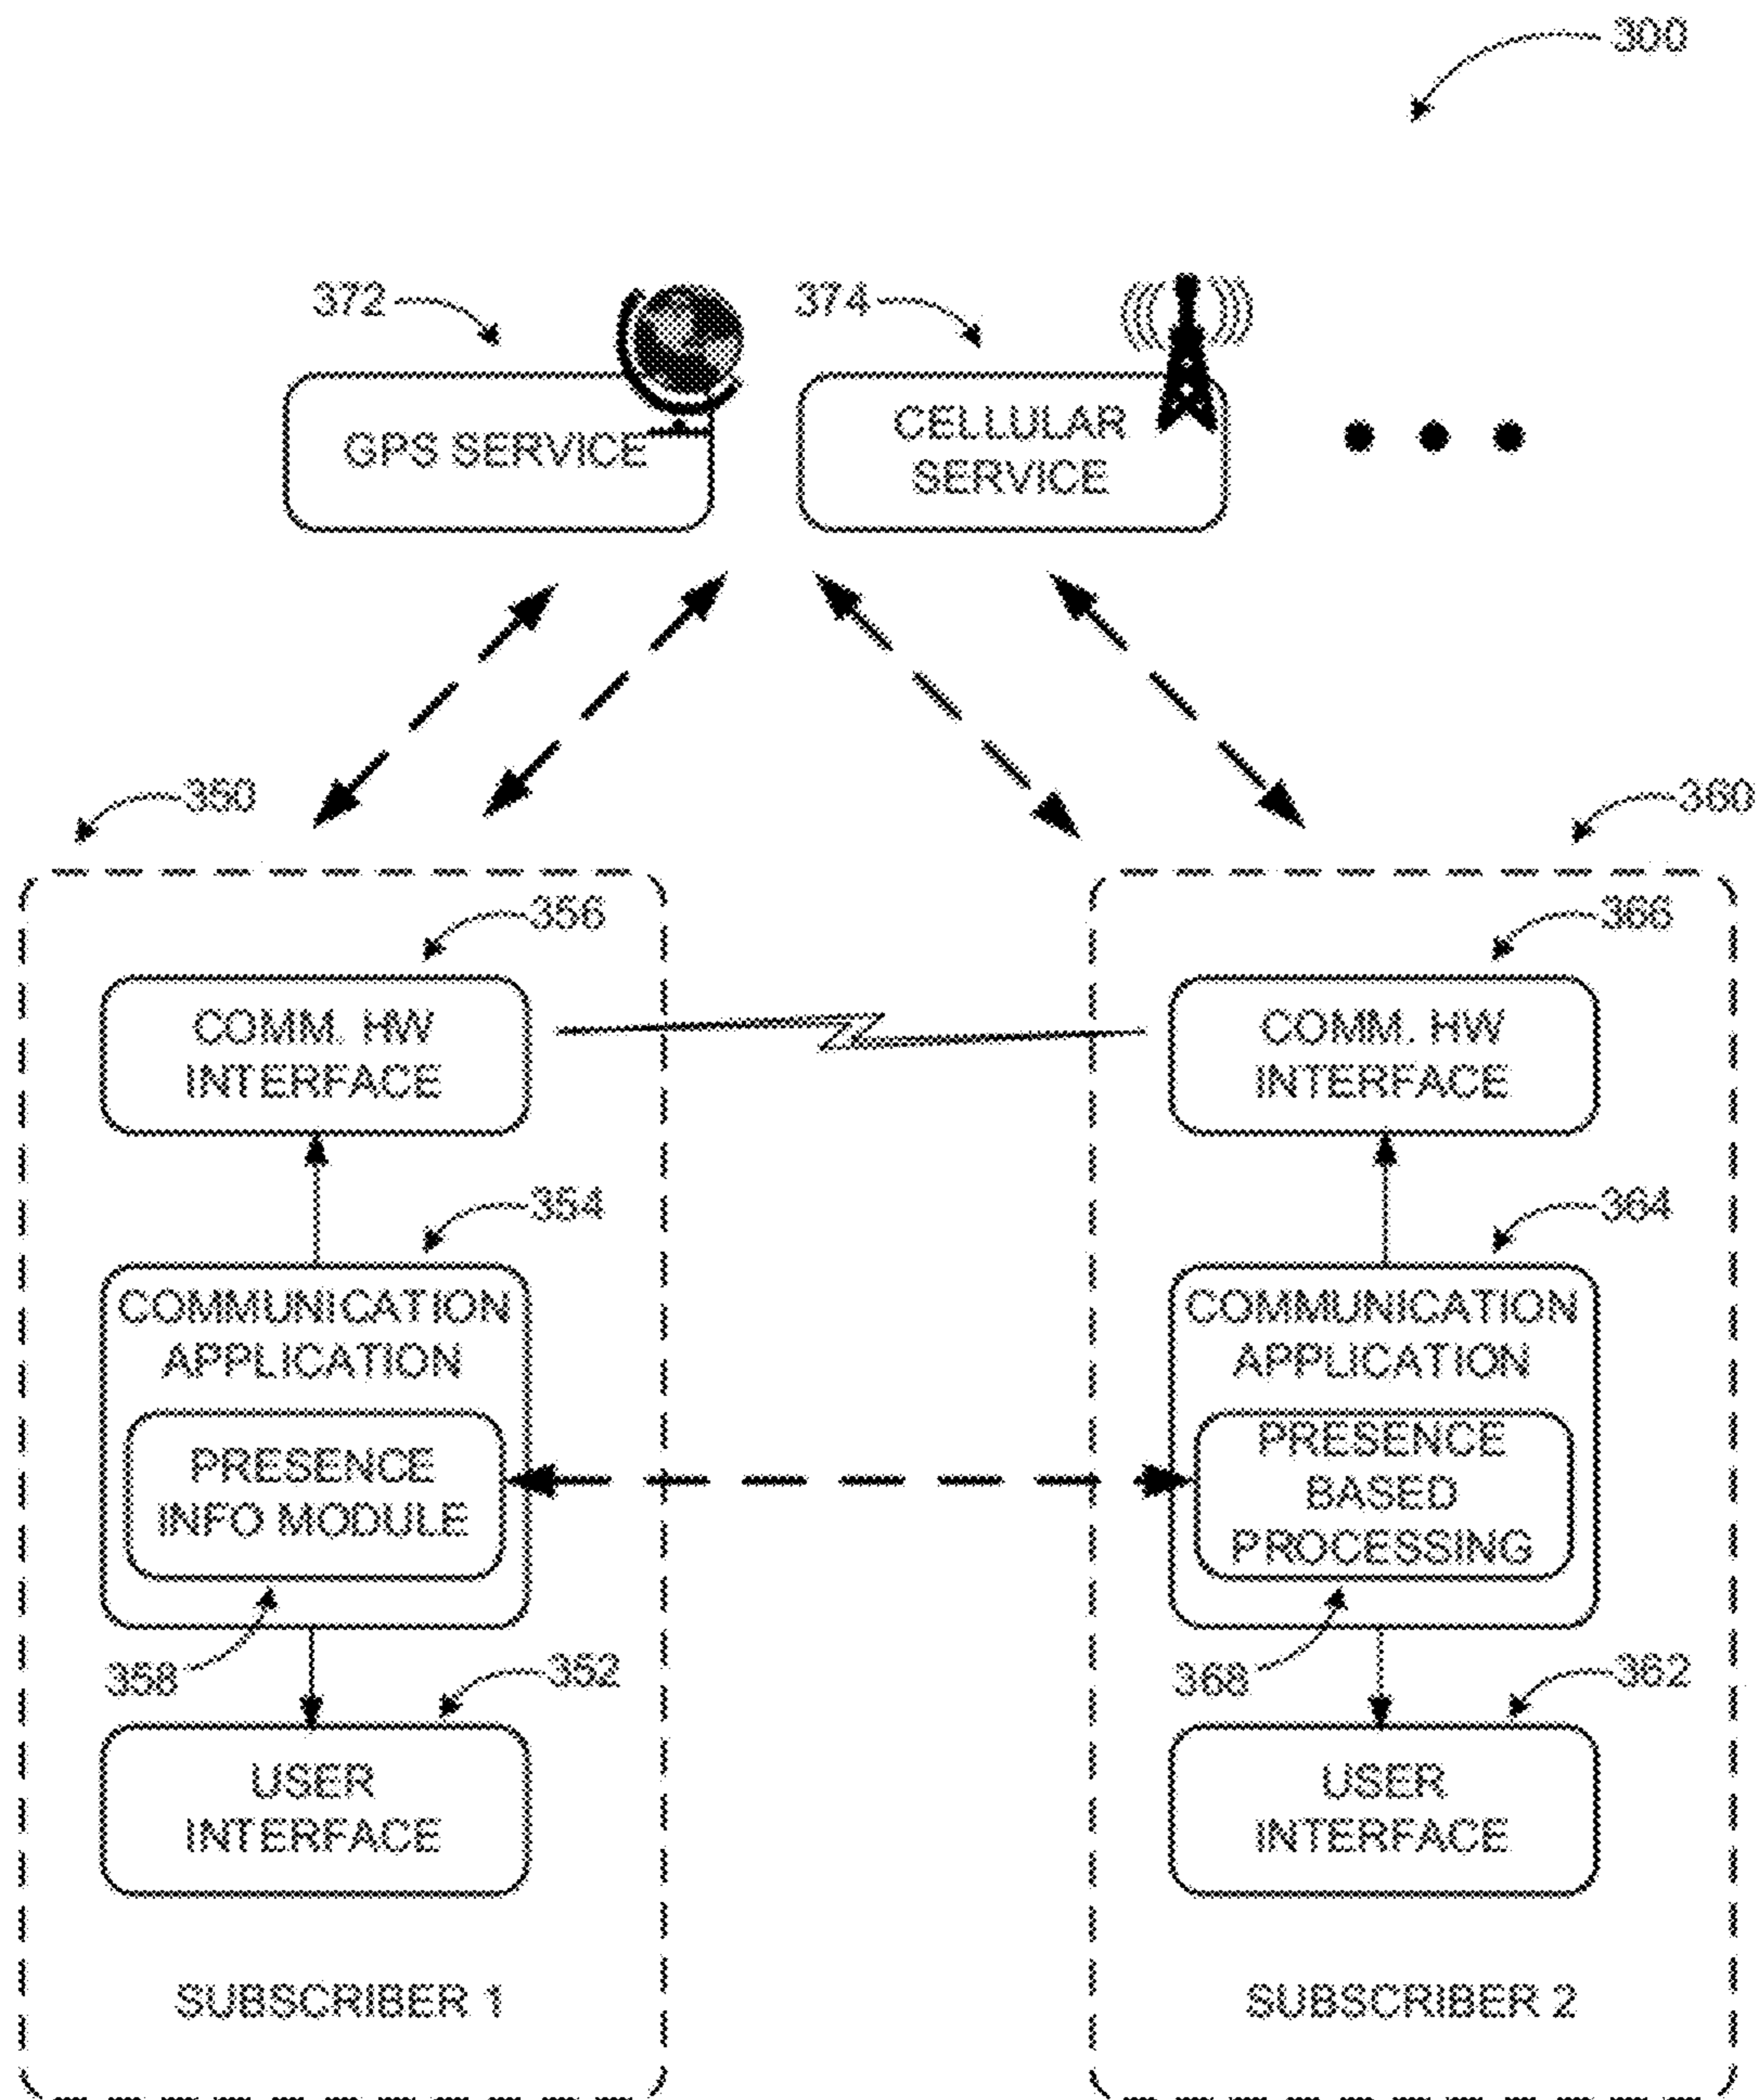 300
372
374
GPS SERVICE
CELLULAR
SERVICE
350
360
356
366
COMM. HW
INTERFACE
COMM. HW
INTERFACE
354
364
COMMUNICATION
APPLICATION
COMMUNICATION
APPLICATION
PRESENCE
INFO MODULE
PRESENCE
BASED
PROCESSING
358
352
368
362
USER
INTERFACE
USER
INTERFACE
SUBSCRIBER 1
SUBSCRIBER 2